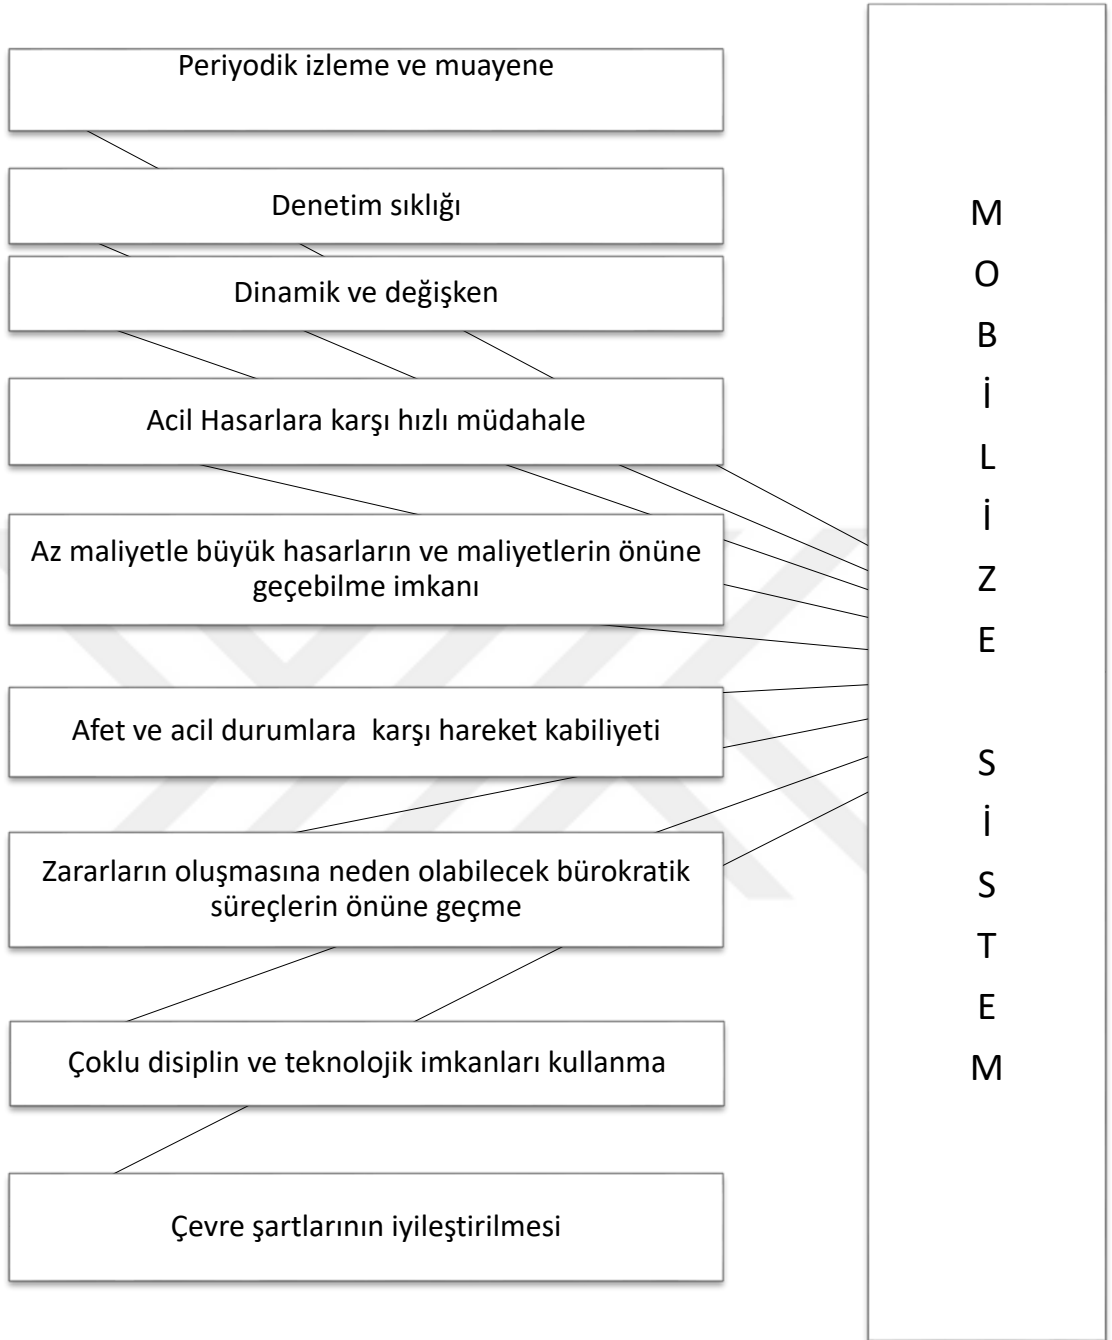 Periyodik izleme ve muayene
Denetim sıklığı
Dinamik ve değişken
Acil Hasarlara karşı hızlı müdahale
Az maliyetle büyük hasarların ve maliyetlerin önüne
geçebilme imkanı
Afet ve acil durumlara  karşı hareket kabiliyeti
Zararların oluşmasına neden olabilecek bürokratik
süreçlerin önüne geçme
Çoklu disiplin ve teknolojik imkanları kullanma
Çevre şartlarının iyileştirilmesi
M
O
B
İ
L
İ
Z
E
S
İ
S
T
E
M